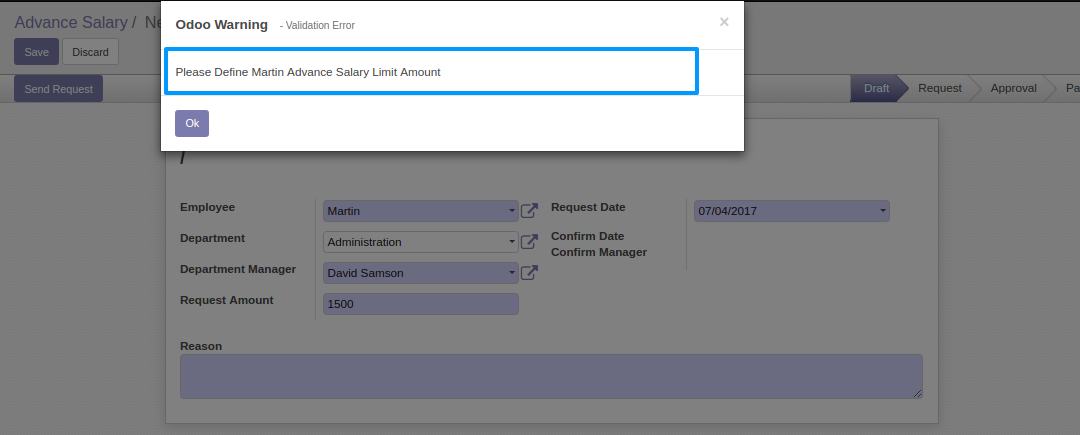 Advance Salary / Ne
Odoo Warning - Validation Error ×
Save Discard
Please Define Martin Advance Salary Limit Amount
Send Request
Draft Request Approval Pa
Ok
/
Employee Martin Request Date 07/04/2017
Department Administration Confirm Date
Confirm Manager
Department Manager David Samson
Request Amount 1500
Reason